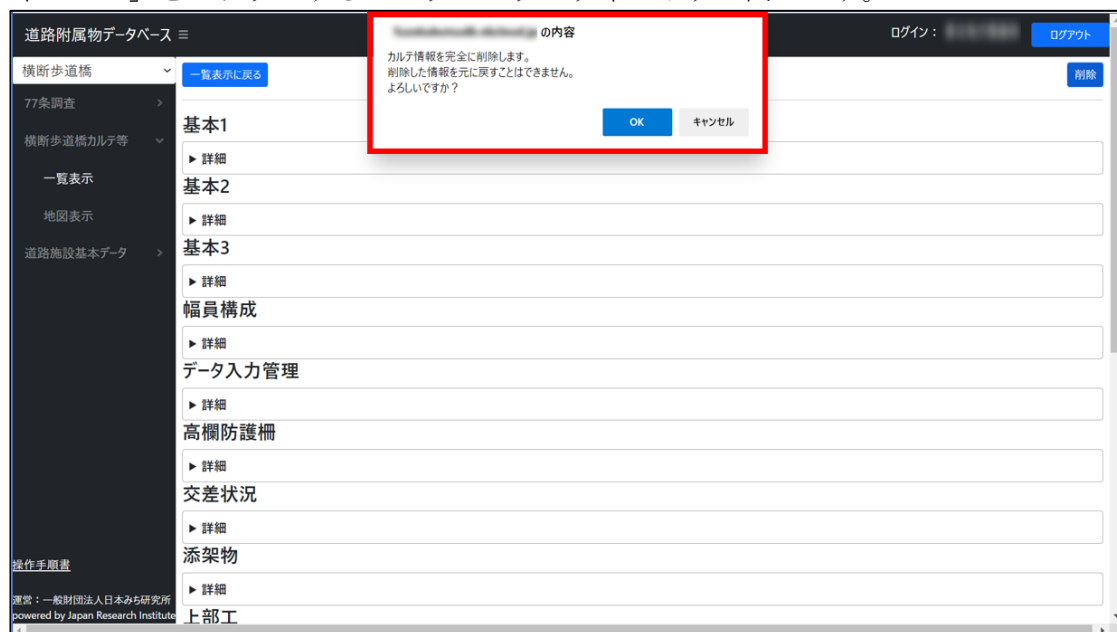 道路附属物データベース ≡
の内容
ログイン：
ログアウト
カルテ情報を完全に削除します。
削除した情報を元に戻すことはできません。
よろしいですか？
OK
キャンセル
横断歩道橋
一覧表示に戻る
削除
77条調査
横断歩道橋カルテ等
一覧表示
地図表示
道路施設基本データ
基本1
▶ 詳細
基本2
▶ 詳細
基本3
▶ 詳細
幅員構成
▶ 詳細
データ入力管理
▶ 詳細
高欄防護柵
▶ 詳細
交差状況
▶ 詳細
添架物
▶ 詳細
上部工
操作手順書
運営：一般財団法人日本みち研究所
powered by Japan Research Institute